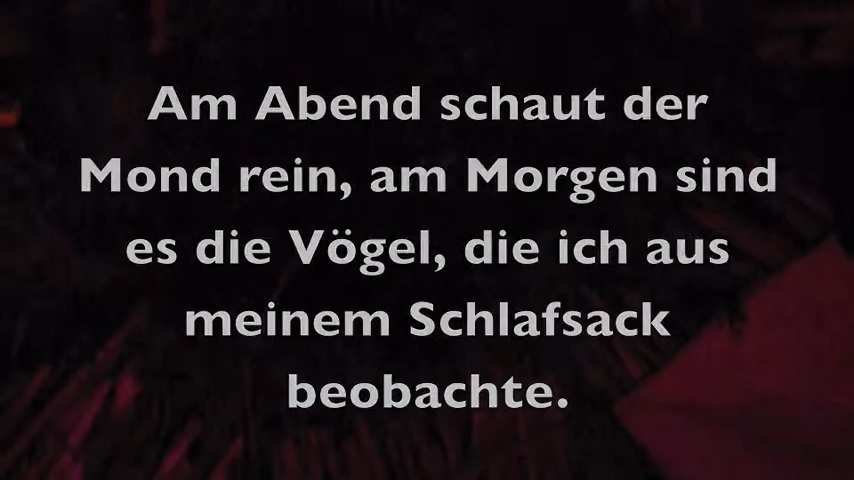 Am Abend schaut der
Mond rein, am Morgen sind
es die Vögel, die ich aus
meinem Schlafsack
beobachte.